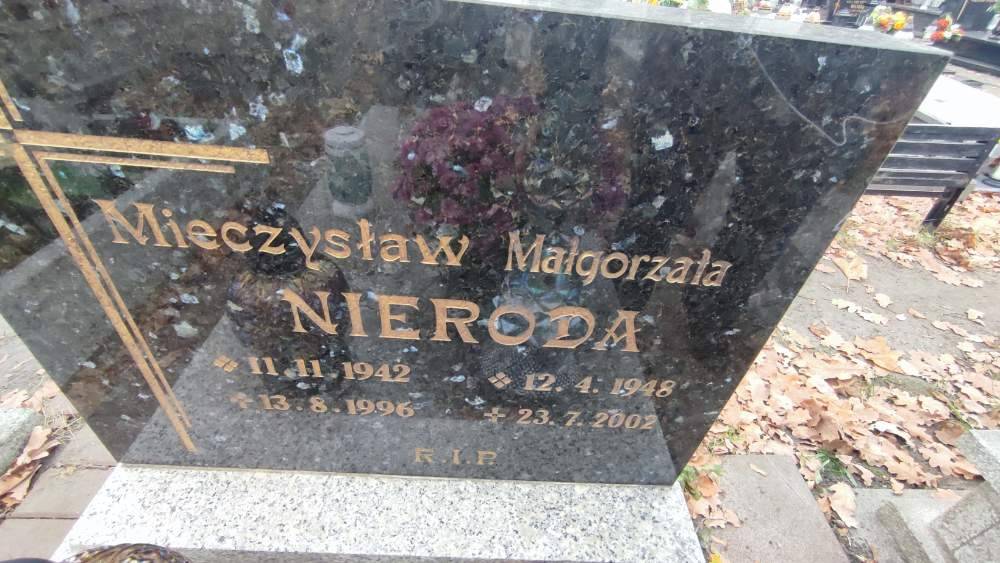 Mieczysław Małgorzata
NIERODA
11.11 1942 12.4.1948
13.8.1996 23.7.2002
R.I.P.